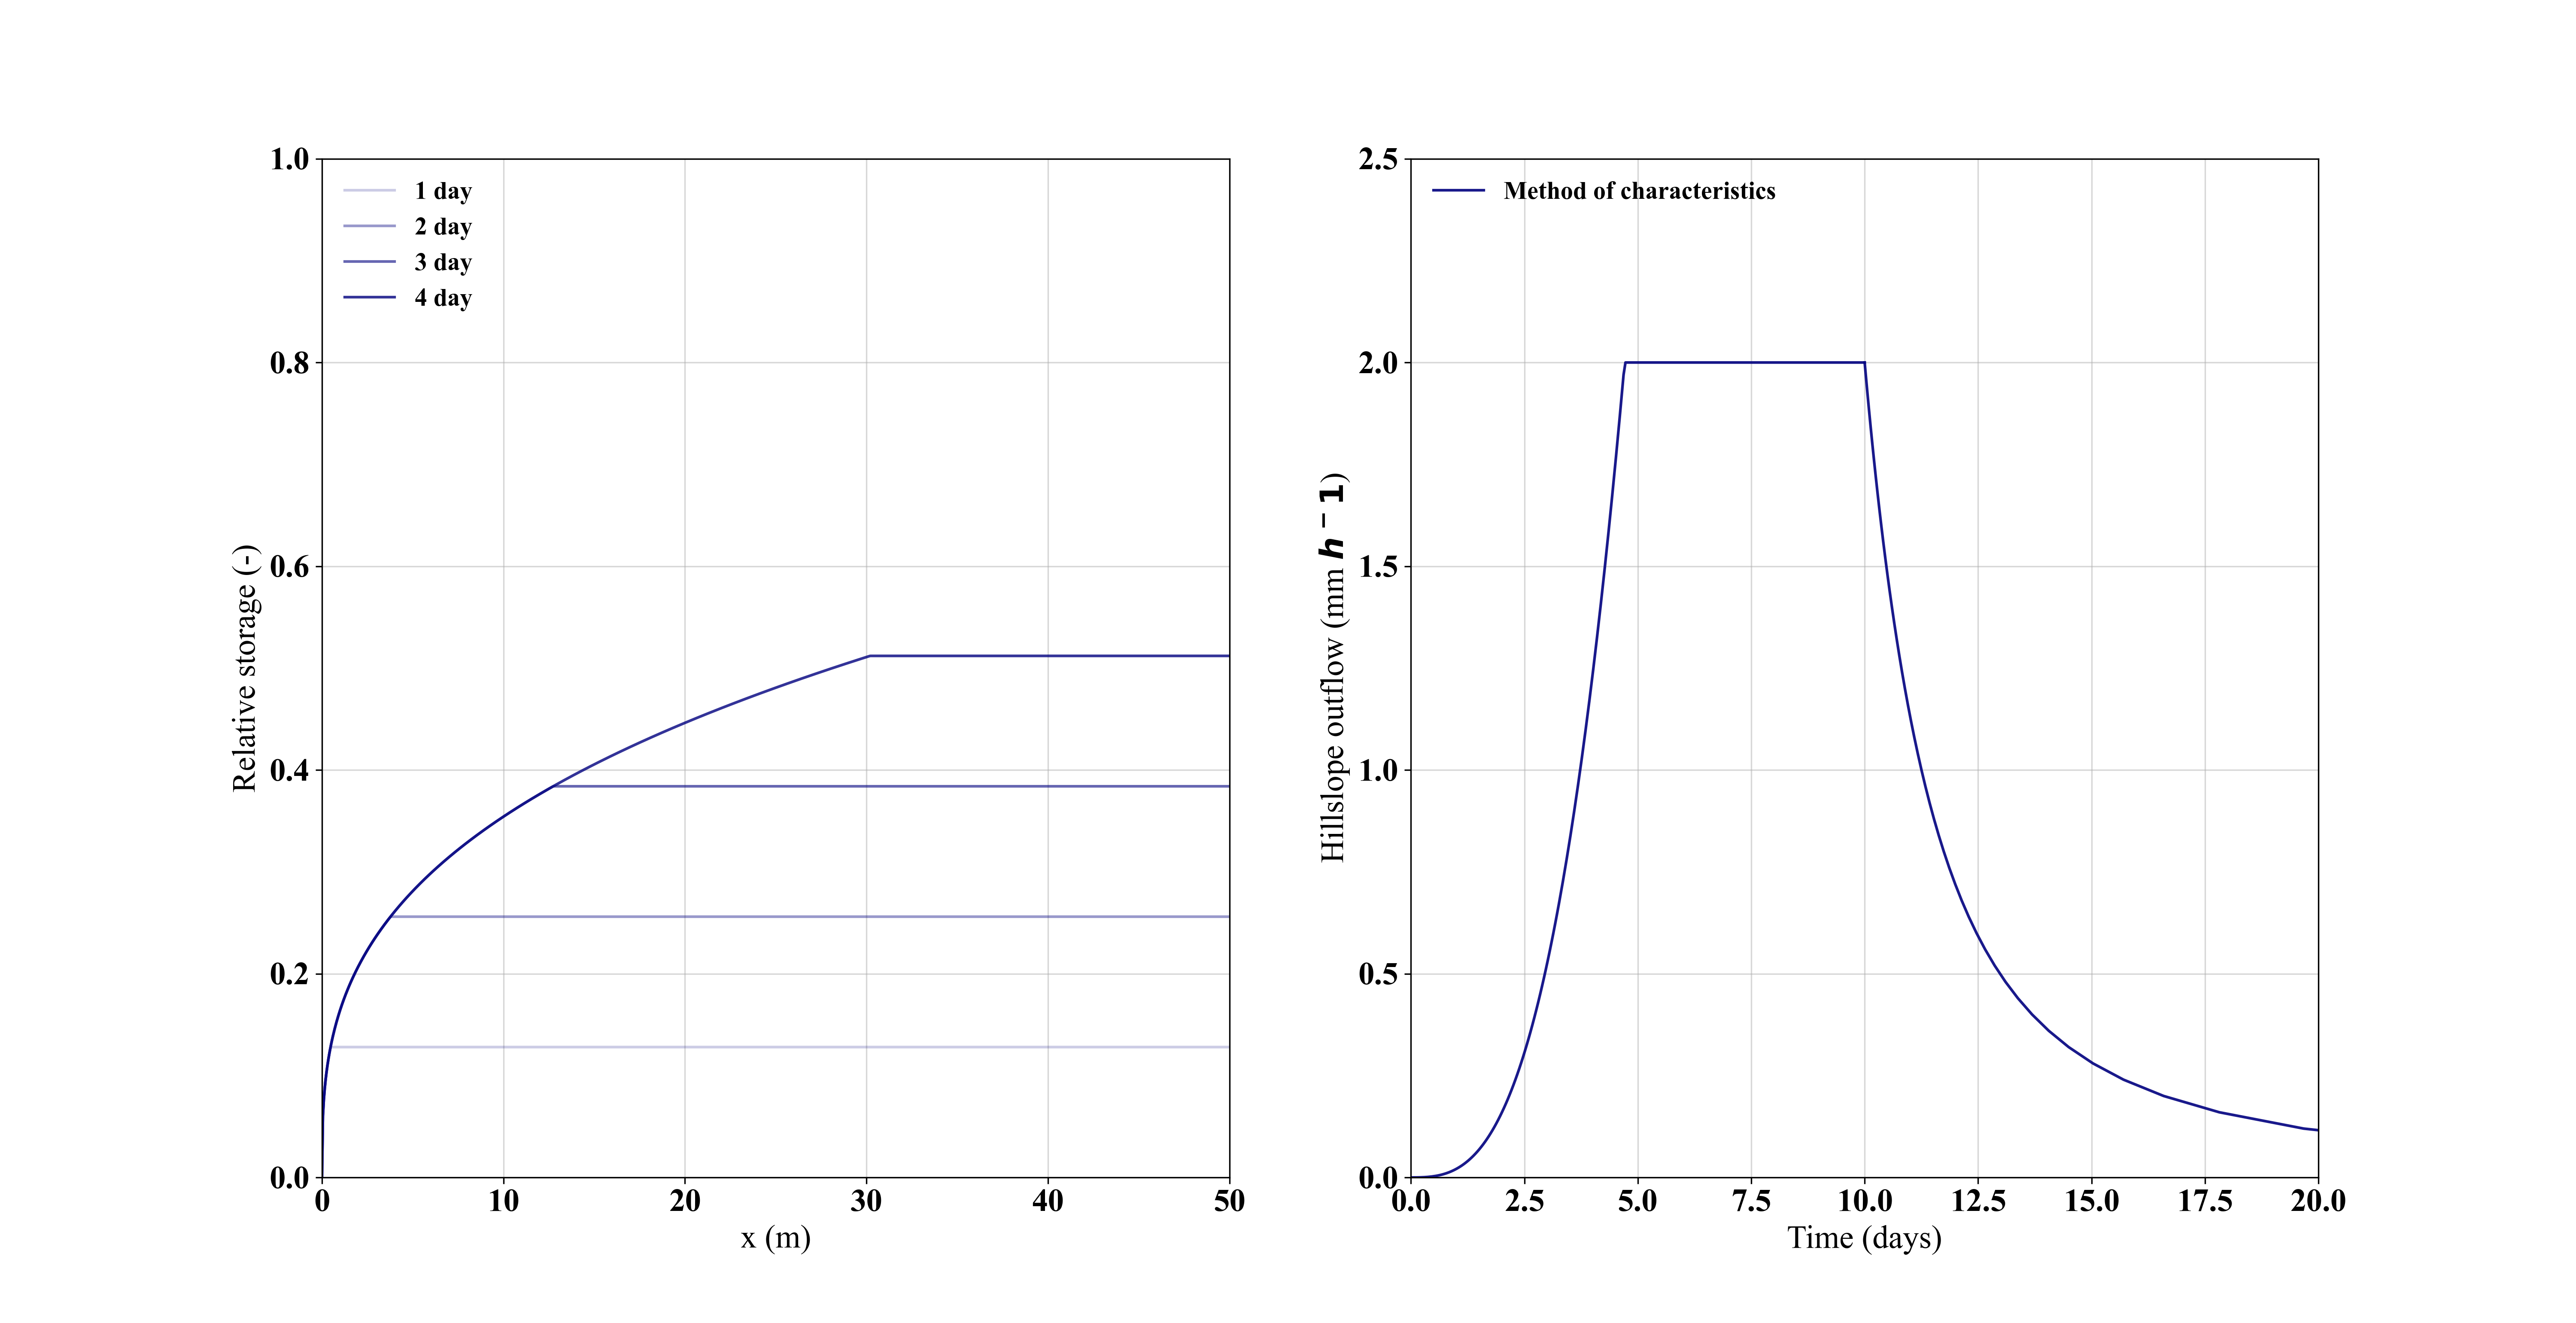 1.0
0.8
0.6
0.4
0.2
0.0
Relative storage (-)
1 day
2 day
3 day
4 day
0 10 20 30 40 50
x (m)
2.5
2.0
1.5
1.0
0.5
0.0
Hillslope outflow (mm h − 1)
Method of characteristics
0.0 2.5 5.0 7.5 10.0 12.5 15.0 17.5 20.0
Time (days)